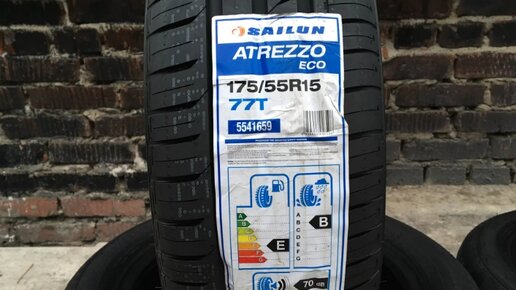 SAILUN
ATREZZO
ECO
175/55R15
77T
5541659
A
B
C
D
E
F
G
E
A
B
C
D
E
F
G
B
70 dB